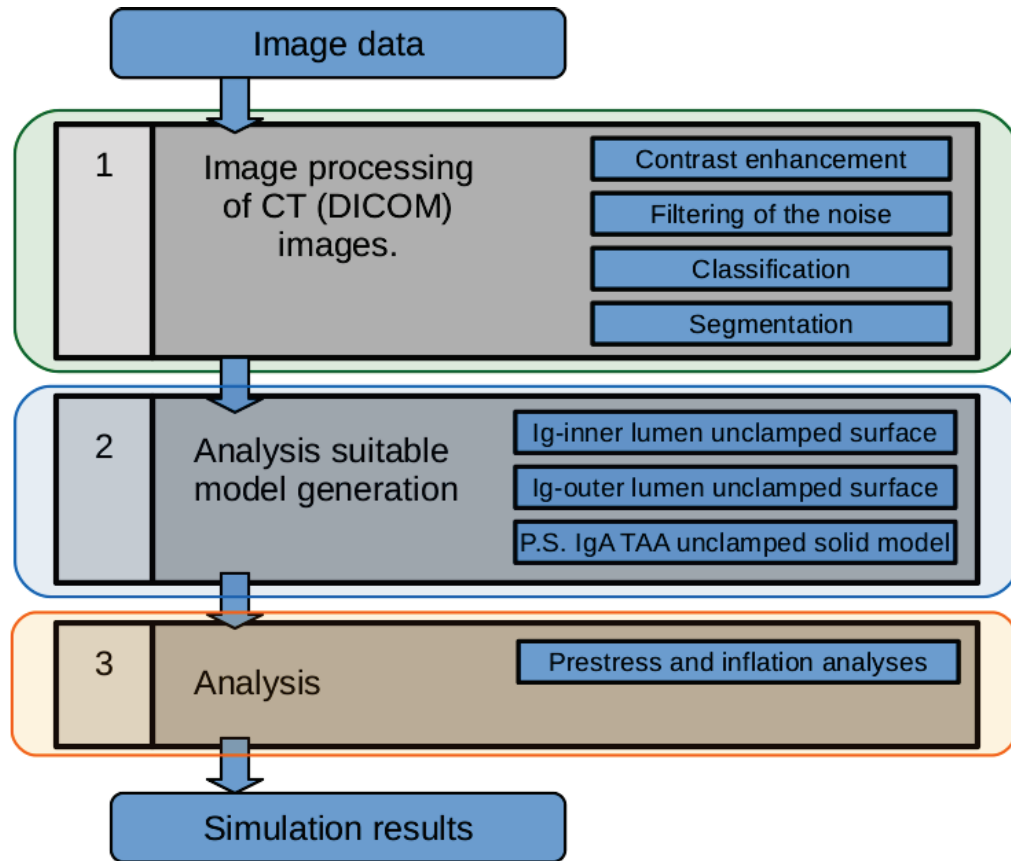 Image data
1
Image processing
of CT (DICOM)
images.
Contrast enhancement
Filtering of the noise
Classification
Segmentation
2
Analysis suitable
model generation
Ig-inner lumen unclamped surface
Ig-outer lumen unclamped surface
P.S. IgA TAA unclamped solid model
3
Analysis
Prestress and inflation analyses
Simulation results